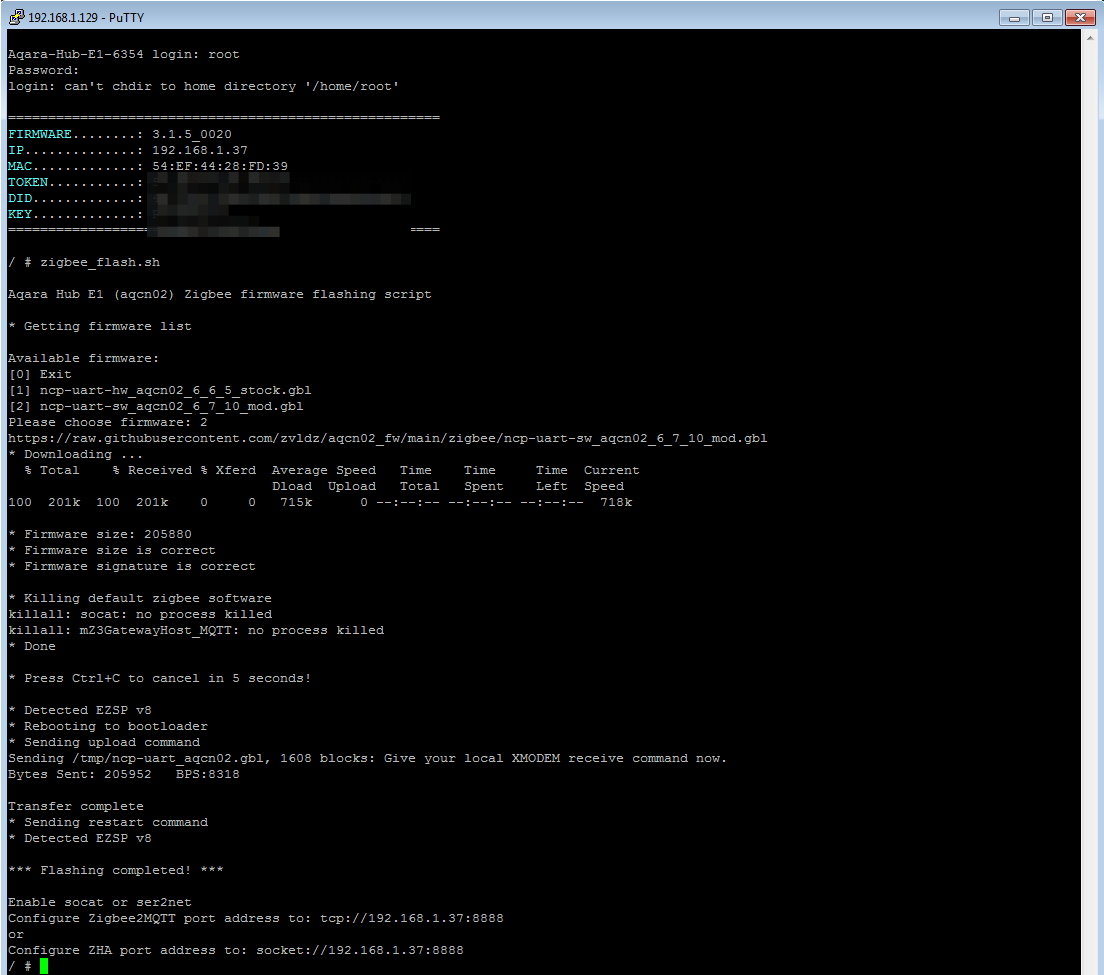 192.168.1.129 - PuTTY
Aqara-Hub-E1-6354 login: root
Password:
login: can't chdir to home directory '/home/root'
======================================================
FIRMWARE........: 3.1.5_0020
IP..............: 192.168.1.37
MAC.............: 54:EF:44:28:FD:39
TOKEN...........:
DID.............:
KEY.............:
======================================================
/ # zigbee_flash.sh
Aqara Hub E1 (aqcn02) Zigbee firmware flashing script
* Getting firmware list
Available firmware:
[0] Exit
[1] ncp-uart-hw_aqcn02_6_6_5_stock.gbl
[2] ncp-uart-sw_aqcn02_6_7_10_mod.gbl
Please choose firmware: 2
https://raw.githubusercontent.com/zvldz/aqcn02_fw/main/zigbee/ncp-uart-sw_aqcn02_6_7_10_mod.gbl
* Downloading ...
  % Total    % Received % Xferd  Average Speed   Time    Time     Time  Current
                                 Dload  Upload   Total   Spent    Left  Speed
100  201k  100  201k    0     0   715k      0 --:--:-- --:--:-- --:--:--  718k
* Firmware size: 205880
* Firmware size is correct
* Firmware signature is correct
* Killing default zigbee software
killall: socat: no process killed
killall: mZ3GatewayHost_MQTT: no process killed
* Done
* Press Ctrl+C to cancel in 5 seconds!
* Detected EZSP v8
* Rebooting to bootloader
* Sending upload command
Sending /tmp/ncp-uart_aqcn02.gbl, 1608 blocks: Give your local XMODEM receive command now.
Bytes Sent: 205952   BPS:8318
Transfer complete
* Sending restart command
* Detected EZSP v8
*** Flashing completed! ***
Enable socat or ser2net
Configure Zigbee2MQTT port address to: tcp://192.168.1.37:8888
or
Configure ZHA port address to: socket://192.168.1.37:8888
/ #